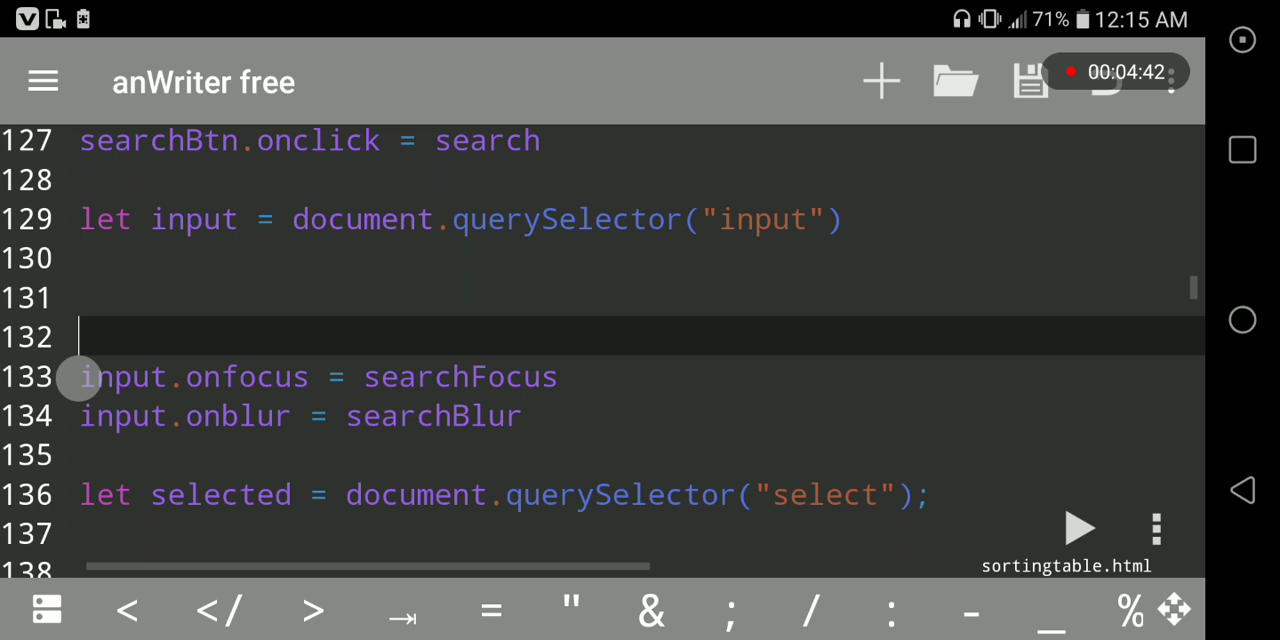 71% 12:15 AM
anWriter free
00:04:42
127 searchBtn.onclick = search
128
129 let input = document.querySelector("input")
130
131
132
133 input.onfocus = searchFocus
134 input.onblur = searchBlur
135
136 let selected = document.querySelector("select");
137
138
sortingtable.html
< </ > = " & ; / : - _ %